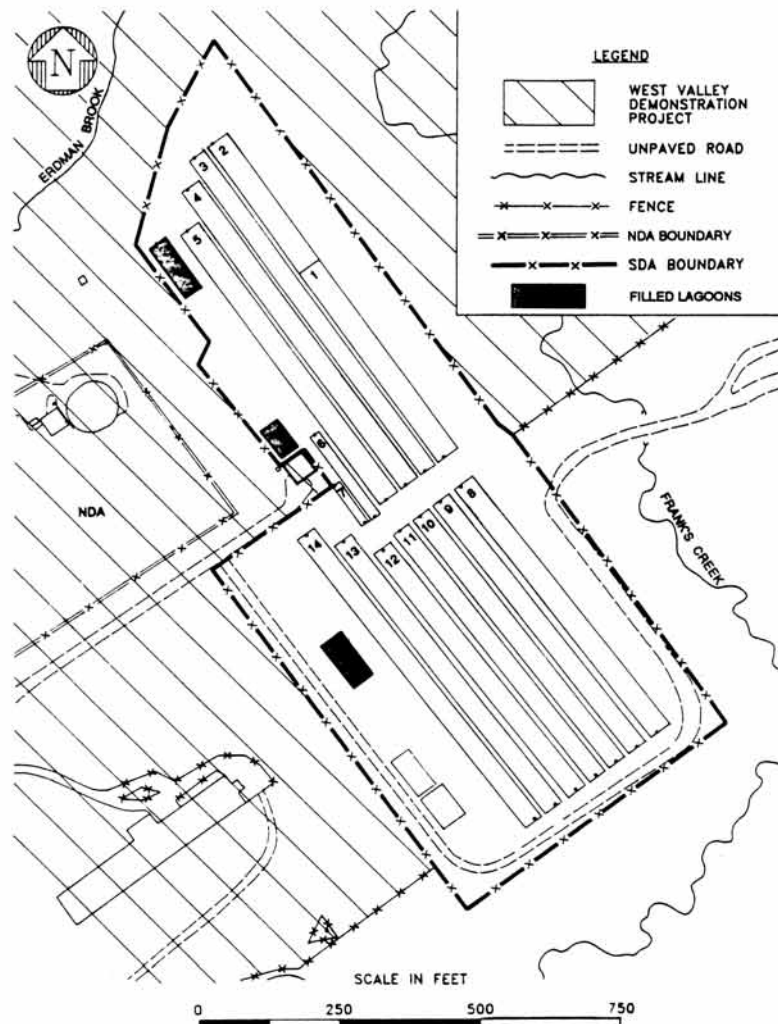 N
ERDMAN BROOK
LEGEND
WEST VALLEY
DEMONSTRATION
PROJECT
UNPAVED ROAD
STREAM LINE
FENCE
NDA BOUNDARY
SDA BOUNDARY
FILLED LAGOONS
2
3
4
5
1
6
7
NDA
FRANK'S CREEK
8
9
10
11
12
13
14
SCALE IN FEET
0 250 500 750